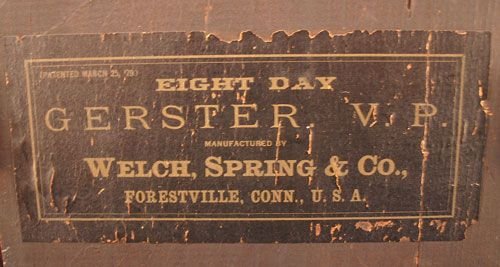 (PATENTED MARCH 25, '79)
EIGHT DAY
GERSTER, V. P.
MANUFACTURED BY
WELCH, SPRING & CO.,
FORESTVILLE, CONN., U. S. A.